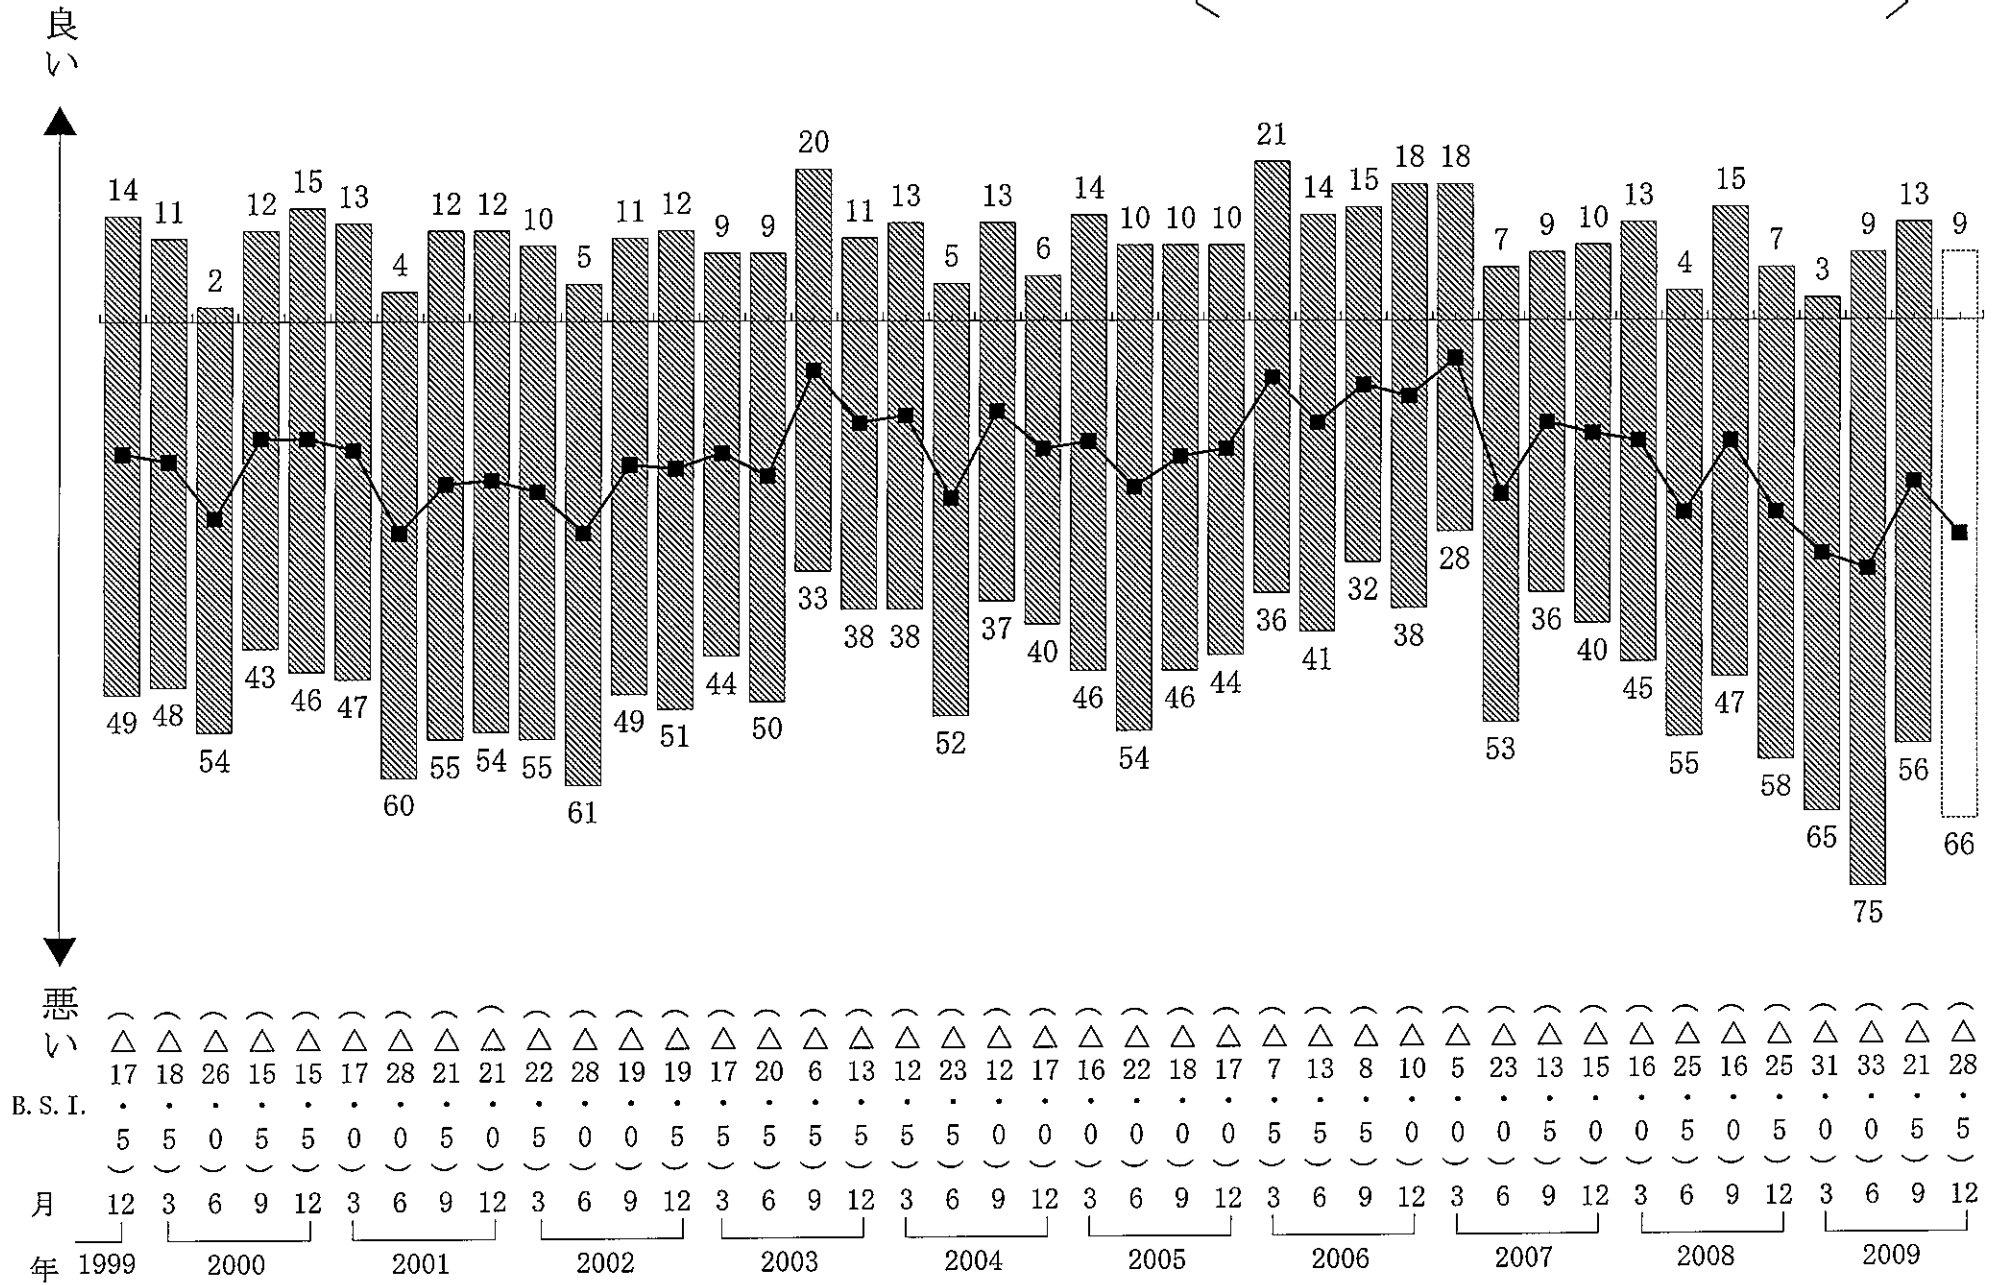 良い
14 11 2 12 15 13 4 12 12 10 5 11 12 9 9 20 11 13 5 13 6 14 10 10 10 21 14 15 18 18 7 9 10 13 4 15 7 3 9 13 9
49 48 54 43 46 47 60 55 54 55 61 49 51 44 50 33 38 38 52 37 40 46 54 46 44 36 41 32 38 28 53 36 40 45 55 47 58 65 75 56 66
悪い
B.S.I. (△17.5) (△18.5) (△26.0) (△15.5) (△15.5) (△17.0) (△28.0) (△21.5) (△21.0) (△22.5) (△28.0) (△19.0) (△19.5) (△17.5) (△20.5) (△6.5) (△13.5) (△12.5) (△23.5) (△12.0) (△17.0) (△16.0) (△22.0) (△18.0) (△17.0) (△7.5) (△13.5) (△8.5) (△10.0) (△5.0) (△23.0) (△13.5) (△15.0) (△16.0) (△25.5) (△16.0) (△25.5) (△31.0) (△33.0) (△21.5) (△28.5)
月 12 3 6 9 12 3 6 9 12 3 6 9 12 3 6 9 12 3 6 9 12 3 6 9 12 3 6 9 12 3 6 9 12 3 6 9 12 3 6 9 12
年 1999 2000 2001 2002 2003 2004 2005 2006 2007 2008 2009